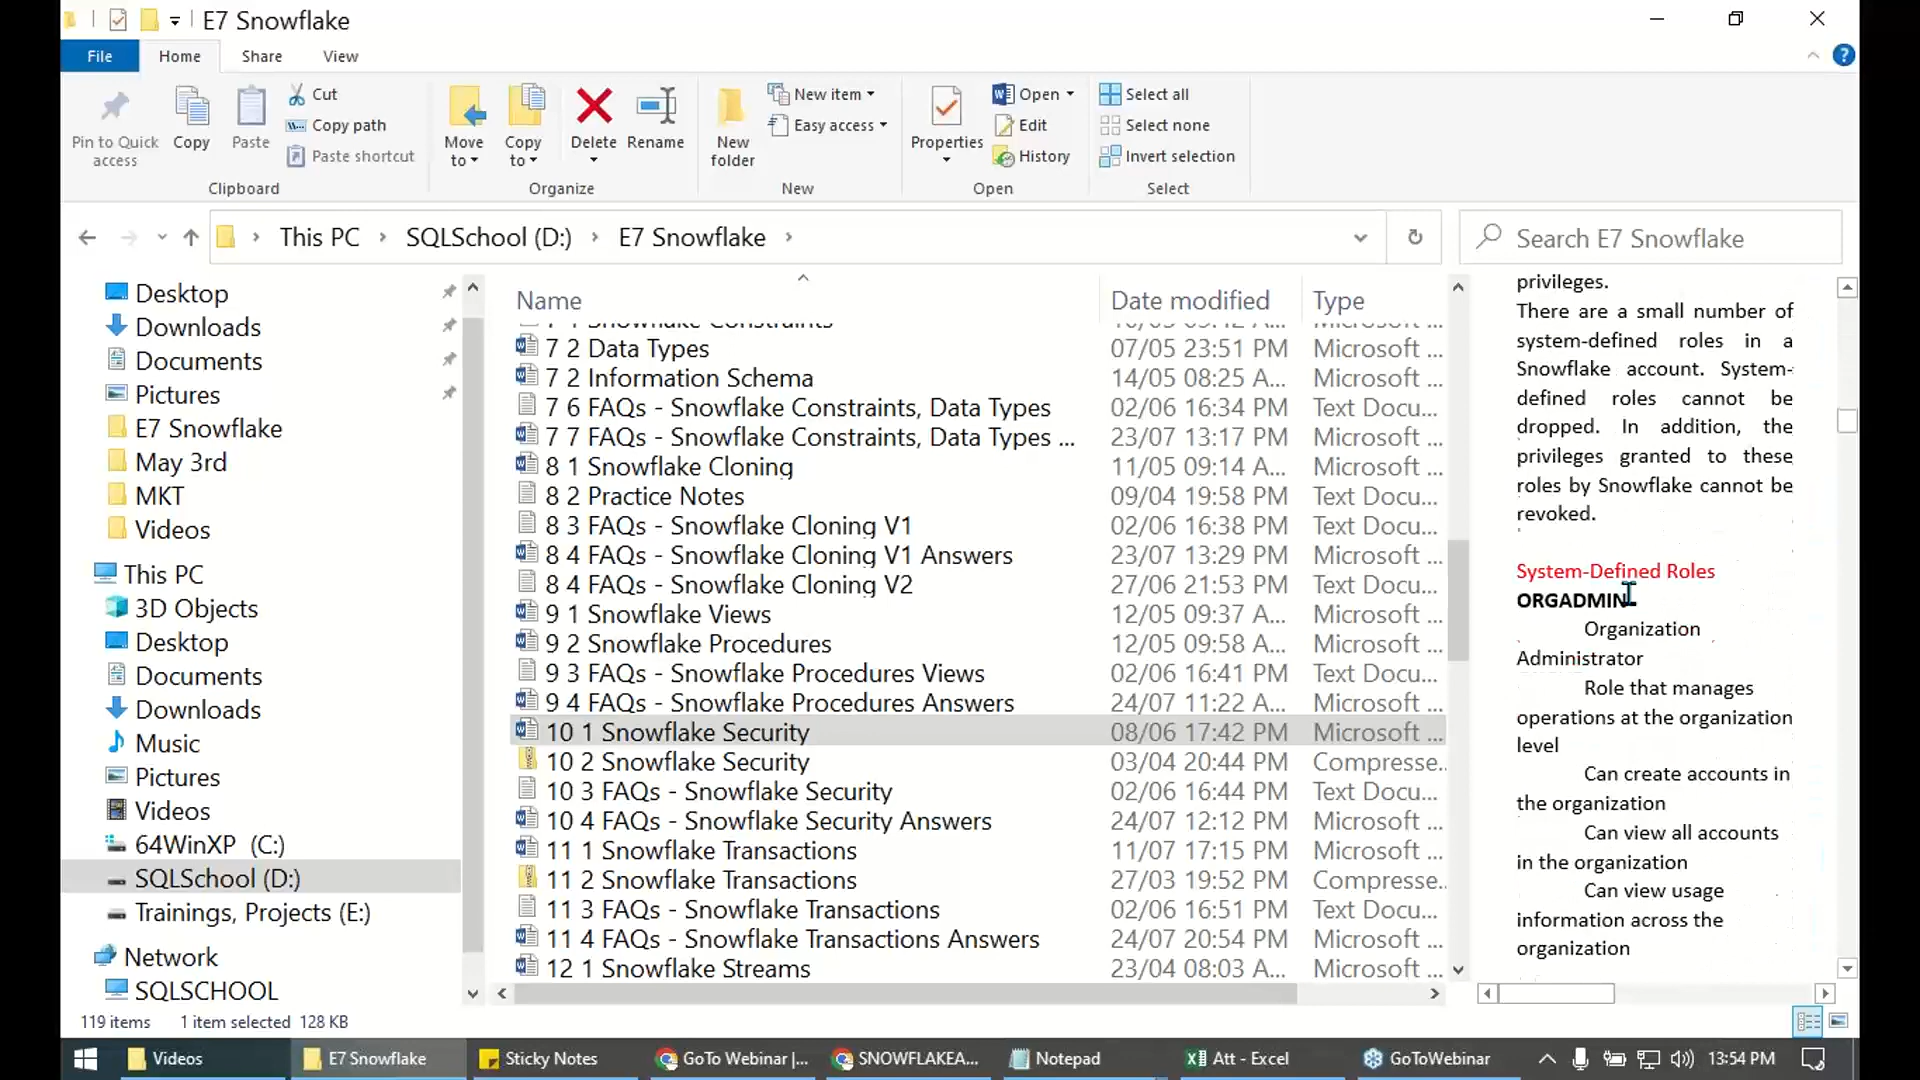 E7 Snowflake
File Home Share View
Pin to Quick access
Copy
Paste
Cut
Copy path
Paste shortcut
Clipboard
Move to
Copy to
Delete
Rename
Organize
New folder
New item
Easy access
New
Properties
Open
Edit
History
Open
Select all
Select none
Invert selection
Select
This PC > SQLSchool (D:) > E7 Snowflake >
Search E7 Snowflake
Desktop
Downloads
Documents
Pictures
E7 Snowflake
May 3rd
MKT
Videos
This PC
3D Objects
Desktop
Documents
Downloads
Music
Pictures
Videos
64WinXP (C:)
SQLSchool (D:)
Trainings, Projects (E:)
Network
SQLSCHOOL
Name Date modified Type
7 2 Data Types 07/05 23:51 PM Microsoft ...
7 2 Information Schema 14/05 08:25 A... Microsoft ...
7 6 FAQs - Snowflake Constraints, Data Types 02/06 16:34 PM Text Docu...
7 7 FAQs - Snowflake Constraints, Data Types ... 23/07 13:17 PM Microsoft ...
8 1 Snowflake Cloning 11/05 09:14 A... Microsoft ...
8 2 Practice Notes 09/04 19:58 PM Text Docu...
8 3 FAQs - Snowflake Cloning V1 02/06 16:38 PM Text Docu...
8 4 FAQs - Snowflake Cloning V1 Answers 23/07 13:29 PM Microsoft ...
8 4 FAQs - Snowflake Cloning V2 27/06 21:53 PM Text Docu...
9 1 Snowflake Views 12/05 09:37 A... Microsoft ...
9 2 Snowflake Procedures 12/05 09:58 A... Microsoft ...
9 3 FAQs - Snowflake Procedures Views 02/06 16:41 PM Text Docu...
9 4 FAQs - Snowflake Procedures Answers 24/07 11:22 A... Microsoft ...
10 1 Snowflake Security 08/06 17:42 PM Microsoft ...
10 2 Snowflake Security 03/04 20:44 PM Compresse...
10 3 FAQs - Snowflake Security 02/06 16:44 PM Text Docu...
10 4 FAQs - Snowflake Security Answers 24/07 12:12 PM Microsoft ...
11 1 Snowflake Transactions 11/07 17:15 PM Microsoft ...
11 2 Snowflake Transactions 27/03 19:52 PM Compresse...
11 3 FAQs - Snowflake Transactions 02/06 16:51 PM Text Docu...
11 4 FAQs - Snowflake Transactions Answers 24/07 20:54 PM Microsoft ...
12 1 Snowflake Streams 23/04 08:03 A... Microsoft ...
privileges.
There are a small number of
system-defined roles in a
Snowflake account. System-
defined roles cannot be
dropped. In addition, the
privileges granted to these
roles by Snowflake cannot be
revoked.
System-Defined Roles
ORGADMIN
Organization
Administrator
Role that manages
operations at the organization
level
Can create accounts in
the organization
Can view all accounts
in the organization
Can view usage
information across the
organization
119 items 1 item selected 128 KB
Videos E7 Snowflake Sticky Notes GoTo Webinar |... SNOWFLAKEA... Notepad Att - Excel GoToWebinar 13:54 PM